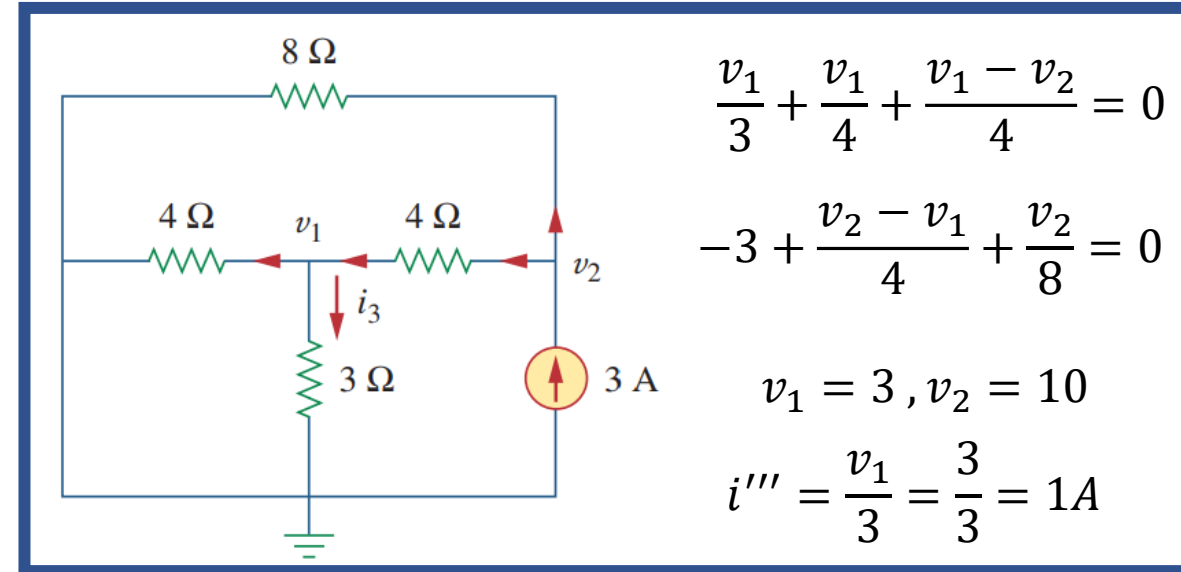 8 Ω
4 Ω
v₁
4 Ω
v₂
i₃
3 Ω
3 A
v₁/3 + v₁/4 + (v₁ − v₂)/4 = 0
−3 + (v₂ − v₁)/4 + v₂/8 = 0
v₁ = 3 , v₂ = 10
i′′′ = v₁/3 = 3/3 = 1A